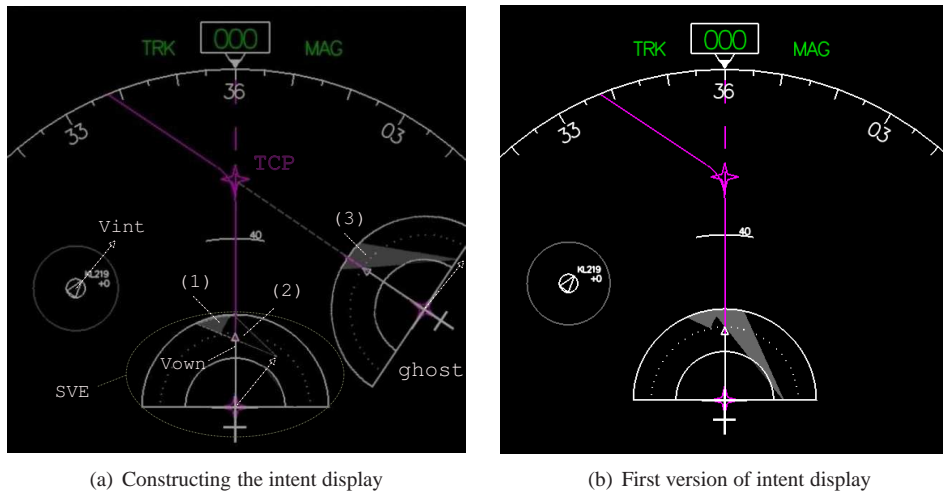 TRK 000 MAG
36
33
03
TCP
Vint
(3)
40
KL219
+0
(1)
(2)
Vown
ghost
SVE
(a) Constructing the intent display
TRK 000 MAG
36
33
03
40
KL219
+0
(b) First version of intent display